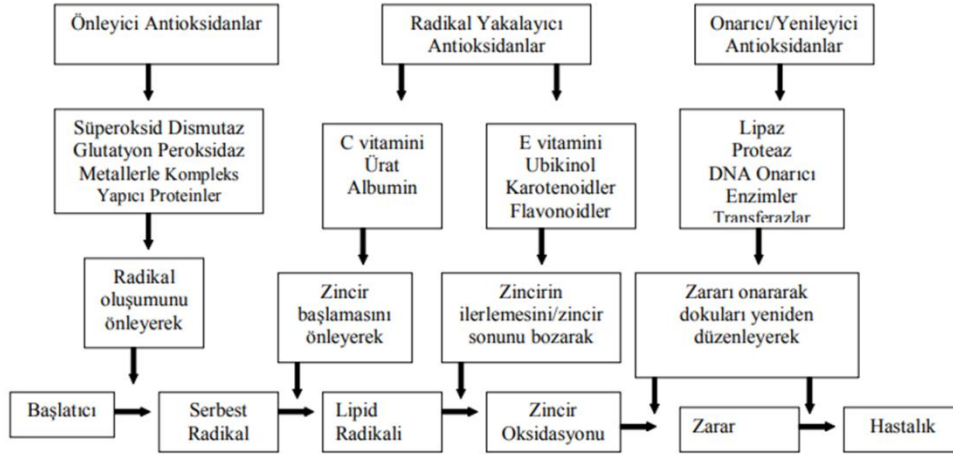 Önleyici Antioksidanlar
Radikal Yakalayıcı
Antioksidanlar
Onarıcı/Yenileyici
Antioksidanlar
Süperoksid Dismutaz
Glutatyon Peroksidaz
Metallerle Kompleks
Yapıcı Proteinler
C vitamini
Ürat
Albumin
E vitamini
Ubikinol
Karotenoidler
Flavonoidler
Lipaz
Proteaz
DNA Onarıcı
Enzimler
Transferazlar
Radikal
oluşumunu
önleyerek
Zincir
başlamasını
önleyerek
Zincirin
ilerlemesini/zincir
sonunu bozarak
Zararı onararak
dokuları yeniden
düzenleyerek
Başlatıcı
Serbest
Radikal
Lipid
Radikali
Zincir
Oksidasyonu
Zarar
Hastalık